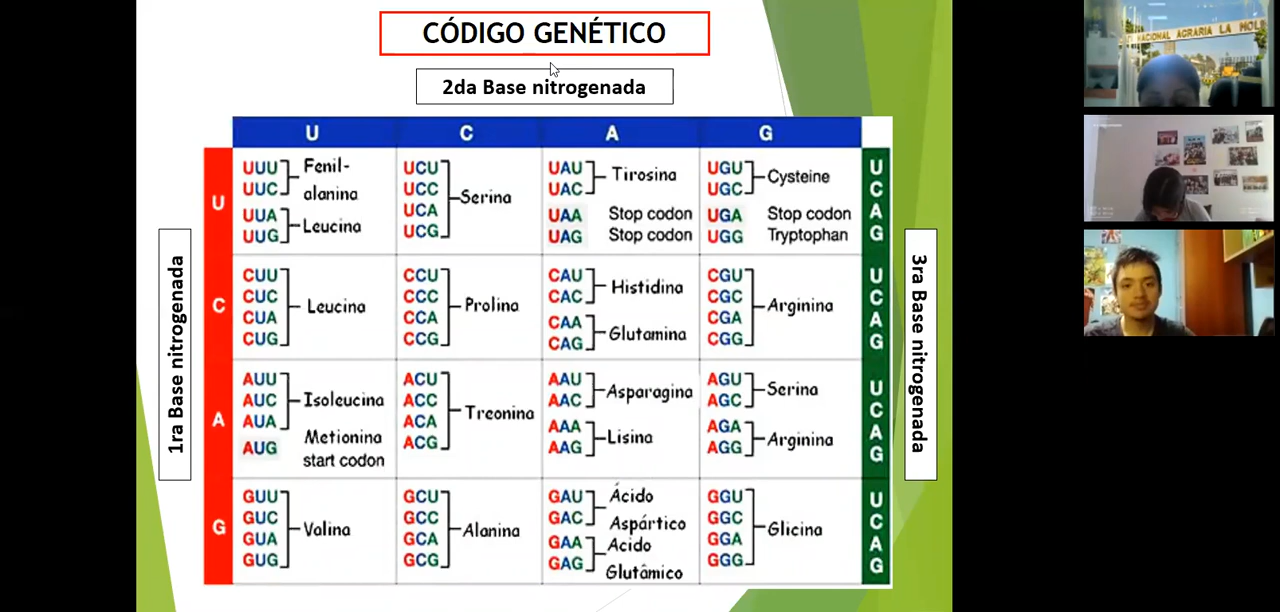 CÓDIGO GENÉTICO
2da Base nitrogenada
1ra Base nitrogenada
3ra Base nitrogenada
U C A G
U
UUU
UUC
Fenil-
alanina
UUA
UUG
Leucina
UCU
UCC
UCA
UCG
Serina
UAU
UAC
Tirosina
UAA Stop codon
UAG Stop codon
UGU
UGC
Cysteine
UGA Stop codon
UGG Tryptophan
U
C
A
G
C
CUU
CUC
CUA
CUG
Leucina
CCU
CCC
CCA
CCG
Prolina
CAU
CAC
Histidina
CAA
CAG
Glutamina
CGU
CGC
CGA
CGG
Arginina
U
C
A
G
A
AUU
AUC
AUA
Isoleucina
AUG
Metionina
start codon
ACU
ACC
ACA
ACG
Treonina
AAU
AAC
Asparagina
AAA
AAG
Lisina
AGU
AGC
Serina
AGA
AGG
Arginina
U
C
A
G
G
GUU
GUC
GUA
GUG
Valina
GCU
GCC
GCA
GCG
Alanina
GAU
GAC
Ácido
Aspártico
GAA
GAG
Acido
Glutâmico
GGU
GGC
GGA
GGG
Glicina
U
C
A
G
NACIONAL AGRARIA LA MOL